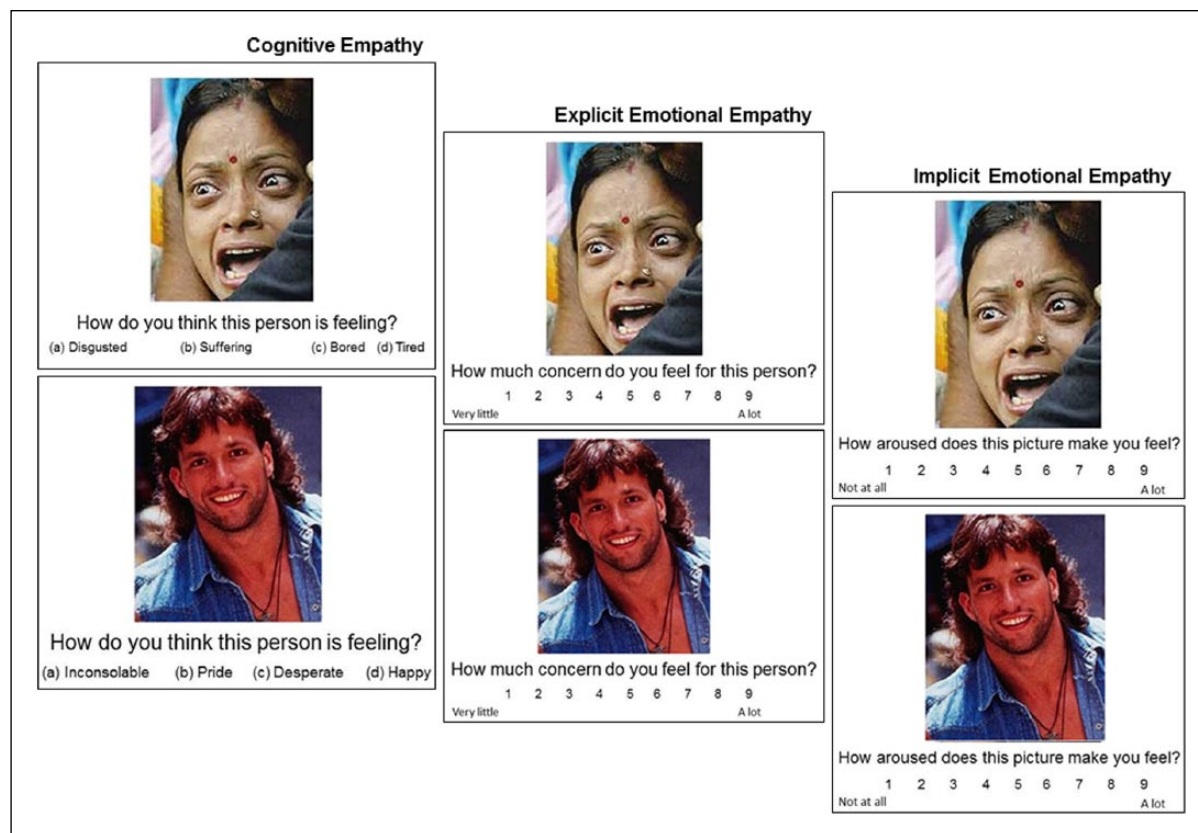 Cognitive Empathy
How do you think this person is feeling?
(a) Disgusted (b) Suffering (c) Bored (d) Tired
How do you think this person is feeling?
(a) Inconsolable (b) Pride (c) Desperate (d) Happy
Explicit Emotional Empathy
How much concern do you feel for this person?
1 2 3 4 5 6 7 8 9
Very little A lot
How much concern do you feel for this person?
1 2 3 4 5 6 7 8 9
Very little A lot
Implicit Emotional Empathy
How aroused does this picture make you feel?
1 2 3 4 5 6 7 8 9
Not at all A lot
How aroused does this picture make you feel?
1 2 3 4 5 6 7 8 9
Not at all A lot